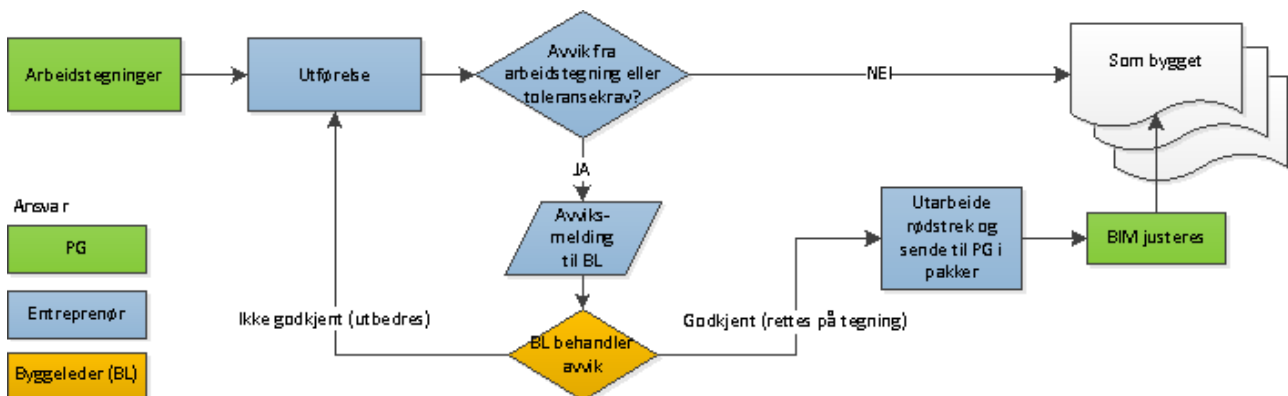 Arbeidstegninger
Utførelse
Avvik fra
arbeidstegning eller
toleransekrav?
NEI
Som bygget
JA
Avviks-
melding
til BL
Utarbeide
rødstrek og
sende til PG i
pakker
BIM justeres
Ansvar
PG
Entreprenør
Byggeleder (BL)
Ikke godkjent (utbedres)
BL behandler
avvik
Godkjent (rettes på tegning)